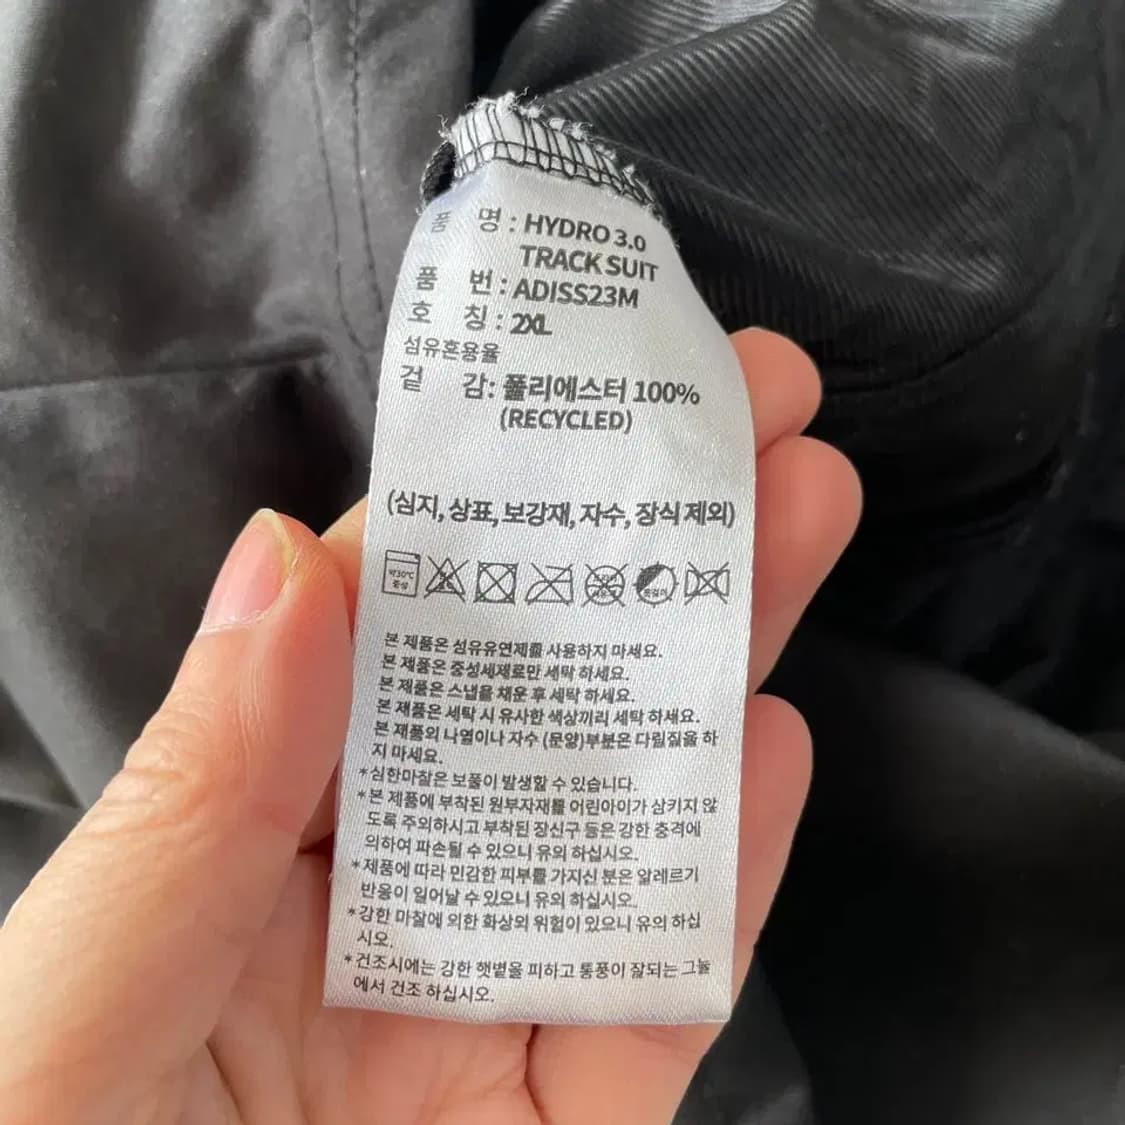 품 명 : HYDRO 3.0
TRACK SUIT
품 번 : ADISS23M
호 칭 : 2XL
섬유혼용율
겉 감: 폴리에스터 100%
(RECYCLED)
(심지, 상표, 보강재, 자수, 장식 제외)
약30℃
중성
옷걸이
본 제품은 섬유유연제를 사용하지 마세요.
본 제품은 중성세제로만 세탁 하세요.
본 제품은 스냅을 채운 후 세탁 하세요.
본 제품은 세탁 시 유사한 색상끼리 세탁 하세요.
본 제품의 나염이나 자수 (문양)부분은 다림질을 하
지 마세요.
*심한마찰은 보풀이 발생할 수 있습니다.
*본 제품에 부착된 원부자재를 어린아이가 삼키지 않
도록 주의하시고 부착된 장신구 등은 강한 충격에
의하여 파손될 수 있으니 유의 하십시오.
*제품에 따라 민감한 피부를 가지신 분은 알레르기
반응이 일어날 수 있으니 유의 하십시오.
*강한 마찰에 의한 화상의 위험이 있으니 유의 하십
시오.
*건조시에는 강한 햇볕을 피하고 통풍이 잘되는 그늘
에서 건조 하십시오.